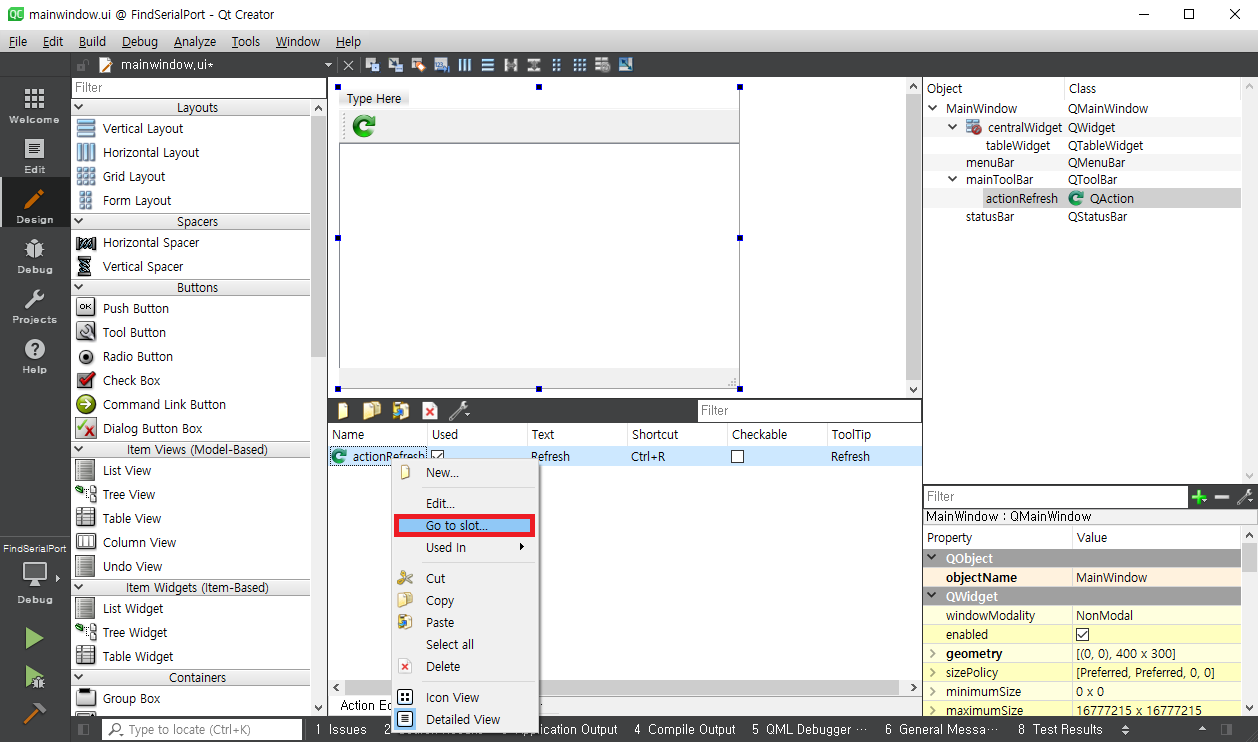 mainwindow.ui @ FindSerialPort - Qt Creator
File Edit Build Debug Analyze Tools Window Help
mainwindow.ui*
Welcome
Edit
Design
Debug
Projects
Help
FindSerialPort
Debug
Filter
Layouts
Vertical Layout
Horizontal Layout
Grid Layout
Form Layout
Spacers
Horizontal Spacer
Vertical Spacer
Buttons
OK
Push Button
Tool Button
Radio Button
Check Box
Command Link Button
Dialog Button Box
Item Views (Model-Based)
List View
Tree View
Table View
Column View
Undo View
Item Widgets (Item-Based)
List Widget
Tree Widget
Table Widget
Containers
Group Box
Type Here
Filter
Name Used Text Shortcut Checkable ToolTip
actionRefresh Refresh Ctrl+R Refresh
New...
Edit...
Go to slot...
Used In
Cut
Copy
Paste
Select all
Delete
Icon View
Detailed View
Object Class
MainWindow QMainWindow
centralWidget QWidget
tableWidget QTableWidget
menuBar QMenuBar
mainToolBar QToolBar
actionRefresh QAction
statusBar QStatusBar
Filter
MainWindow : QMainWindow
Property Value
QObject
objectName MainWindow
QWidget
windowModality NonModal
enabled
geometry [(0, 0), 400 x 300]
sizePolicy [Preferred, Preferred, 0, 0]
minimumSize 0 x 0
maximumSize 16777215 x 16777215
Type to locate (Ctrl+K) 1 Issues 2 Application Output 4 Compile Output 5 QML Debugger ... 6 General Messa... 8 Test Results